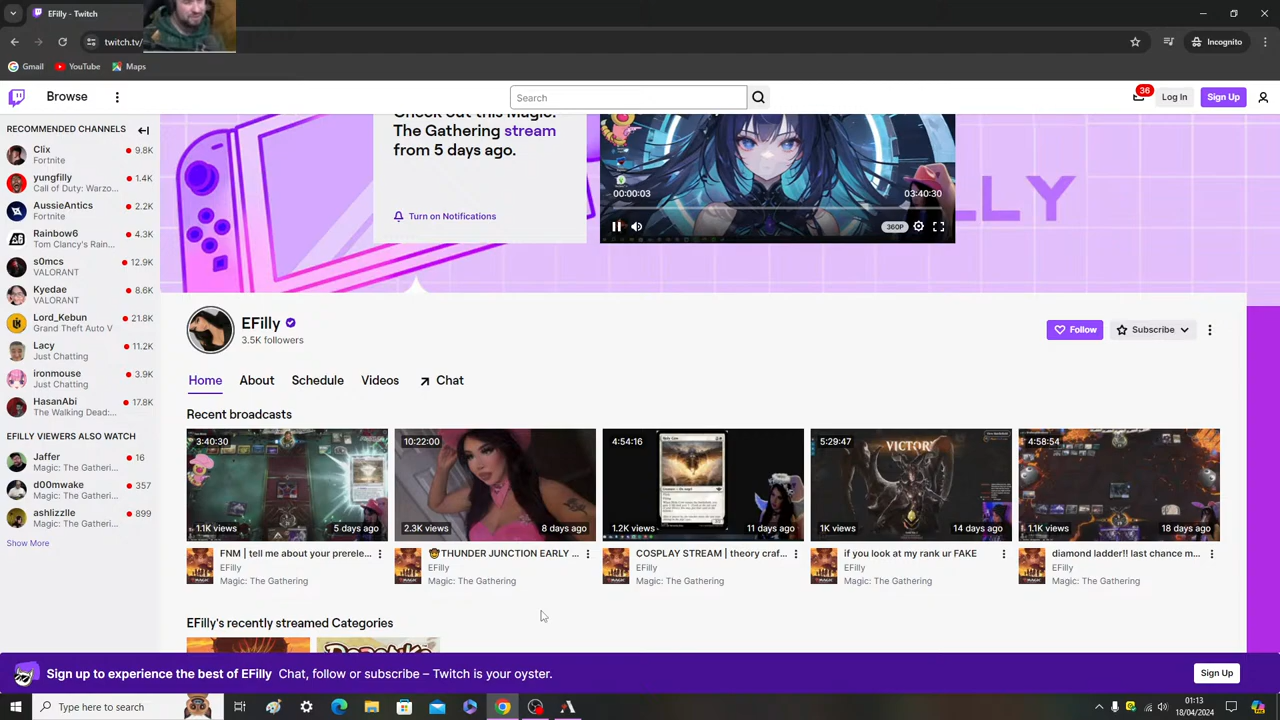 EFilly - Twitch
twitch.tv/
Incognito
Gmail
YouTube
Maps
Browse
Search
36
Log In
Sign Up
RECOMMENDED CHANNELS
Clix
9.8K
Fortnite
yungfilly
1.4K
Call of Duty: Warzo...
AussieAntics
2.2K
Fortnite
Rainbow6
4.3K
Tom Clancy's Rain...
s0mcs
12.9K
VALORANT
Kyedae
8.6K
VALORANT
Lord_Kebun
21.8K
Grand Theft Auto V
Lacy
11.2K
Just Chatting
ironmouse
3.9K
Just Chatting
HasanAbi
17.8K
The Walking Dead:...
EFILLY VIEWERS ALSO WATCH
Jaffer
16
Magic: The Gatheri...
d00mwake
357
Magic: The Gatheri...
ashlizzlle
899
Magic: The Gatheri...
Show More
Check out this Magic:
The Gathering stream
from 5 days ago.
Turn on Notifications
00:00:03
03:40:30
360P
LLY
EFilly
3.5K followers
Follow
Subscribe
Home
About
Schedule
Videos
Chat
Recent broadcasts
3:40:30
1.1K views
5 days ago
10:22:00
2.3K views
8 days ago
4:54:16
1.2K views
11 days ago
5:29:47
VICTOR
1K views
14 days ago
4:58:54
1.1K views
18 days ago
FNM | tell me about your prerele...
EFilly
Magic: The Gathering
🤠THUNDER JUNCTION EARLY ...
EFilly
Magic: The Gathering
COSPLAY STREAM | theory craf...
EFilly
Magic: The Gathering
if you look at my rank ur FAKE
EFilly
Magic: The Gathering
diamond ladder!! last chance m...
EFilly
Magic: The Gathering
EFilly's recently streamed Categories
Sign up to experience the best of EFilly
Chat, follow or subscribe – Twitch is your oyster.
Sign Up
Type here to search
01:13
18/04/2024